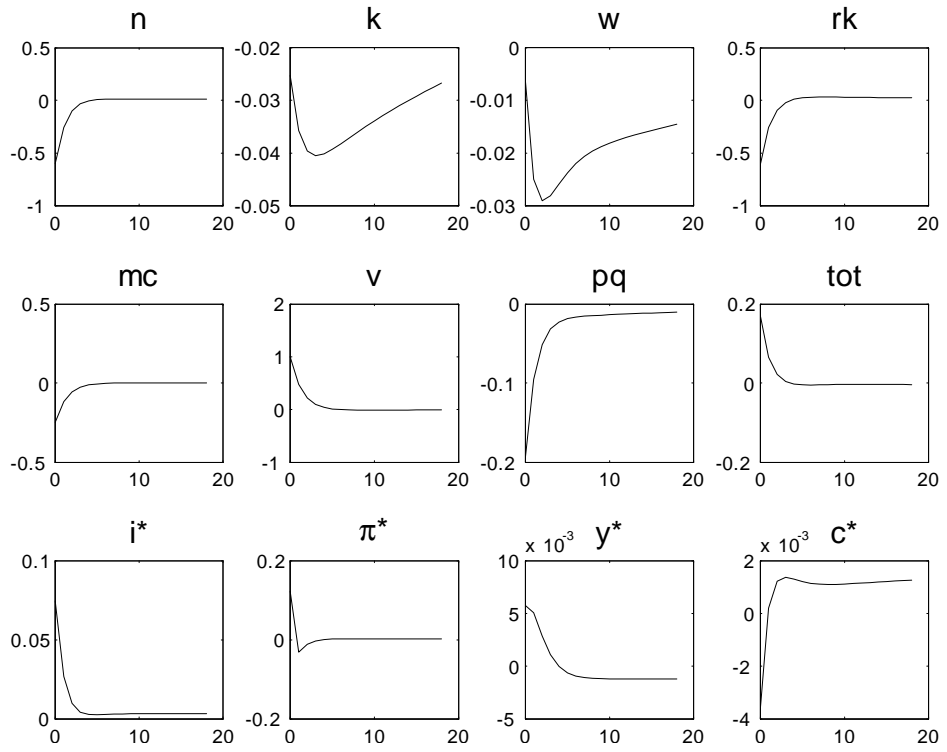 n k w rk
0.5 -0.02 0 0.5
0 -0.03 -0.01 0
-0.5 -0.04 -0.02 -0.5
-1 -0.05 -0.03 -1
0 10 20 0 10 20 0 10 20 0 10 20
mc v pq tot
0.5 2 0 0.2
1
0 -0.1 0
0
-0.5 -1 -0.2 -0.2
0 10 20 0 10 20 0 10 20 0 10 20
i* π* y* c*
x 10-3 x 10-3
0.1 0.2 10 2
5 0
0.05 0
0 -2
0 -0.2 -5 -4
0 10 20 0 10 20 0 10 20 0 10 20